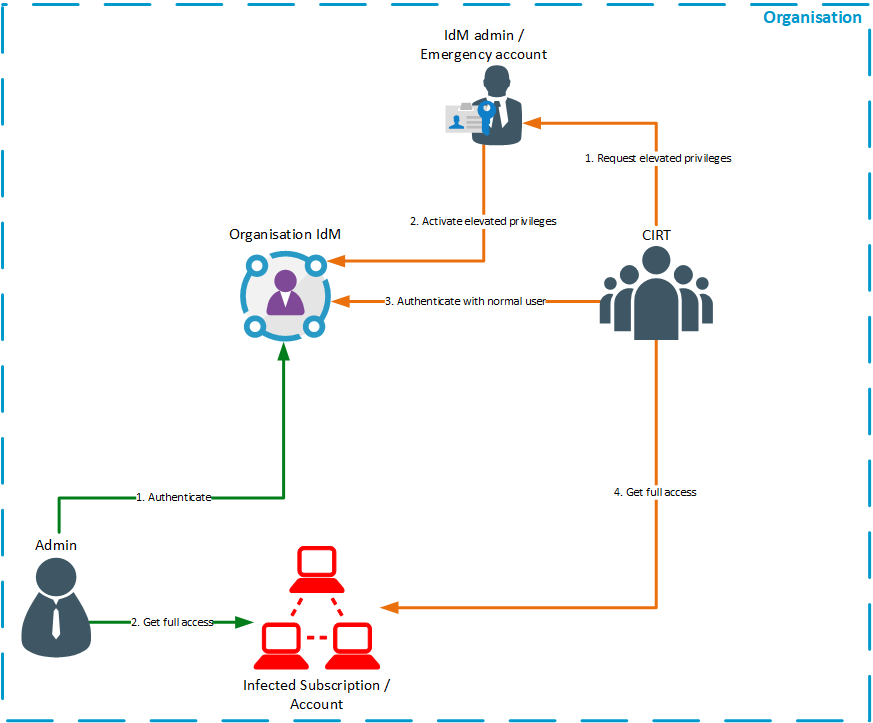 Organisation
IdM admin /
Emergency account
1. Request elevated privileges
2. Activate elevated privileges
Organisation IdM
CIRT
3. Authenticate with normal user
4. Get full access
1. Authenticate
Admin
2. Get full access
Infected Subscription /
Account